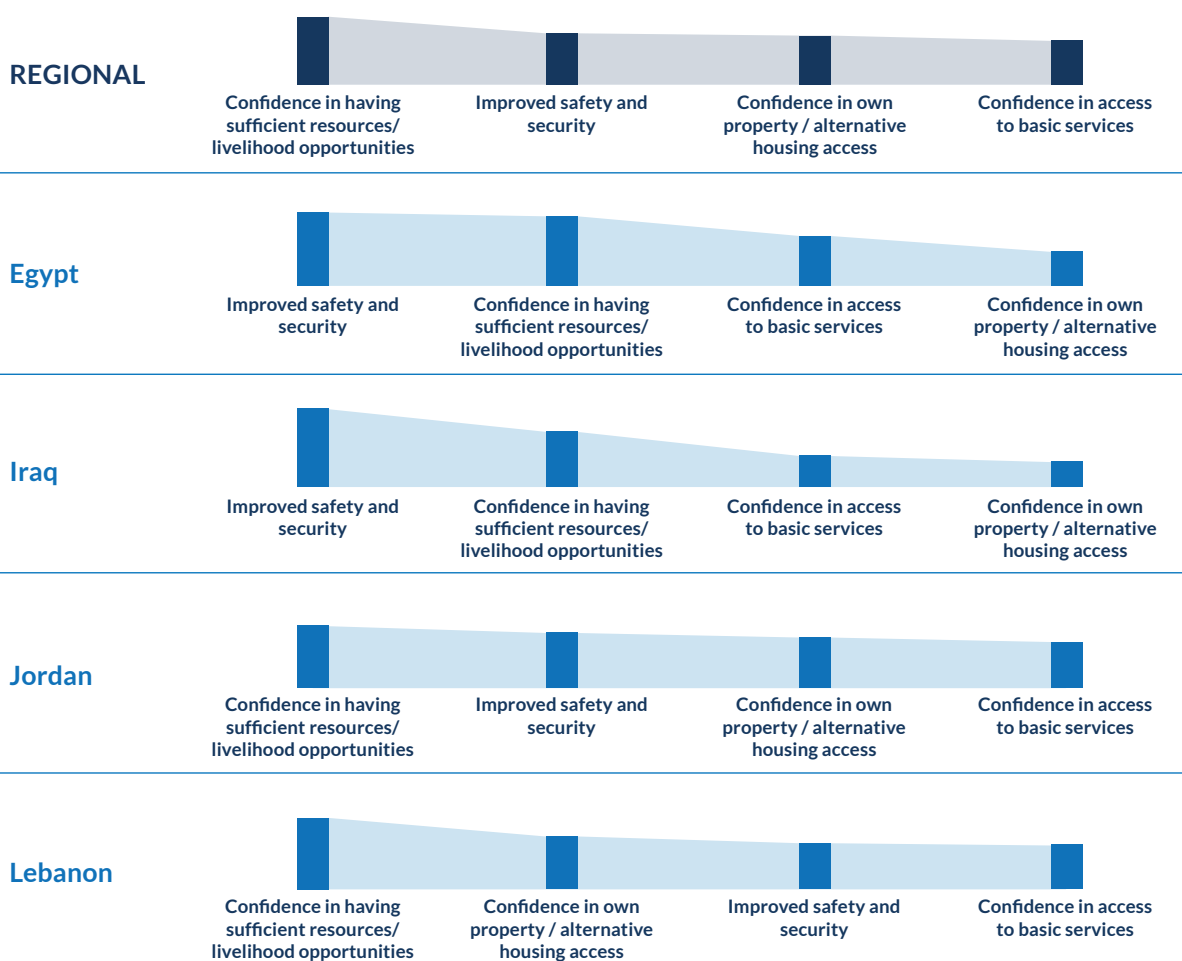 REGIONAL
Confidence in having
sufficient resources/
livelihood opportunities
Improved safety and
security
Confidence in own
property / alternative
housing access
Confidence in access
to basic services
Egypt
Improved safety and
security
Confidence in having
sufficient resources/
livelihood opportunities
Confidence in access
to basic services
Confidence in own
property / alternative
housing access
Iraq
Improved safety and
security
Confidence in having
sufficient resources/
livelihood opportunities
Confidence in access
to basic services
Confidence in own
property / alternative
housing access
Jordan
Confidence in having
sufficient resources/
livelihood opportunities
Improved safety and
security
Confidence in own
property / alternative
housing access
Confidence in access
to basic services
Lebanon
Confidence in having
sufficient resources/
livelihood opportunities
Confidence in own
property / alternative
housing access
Improved safety and
security
Confidence in access
to basic services